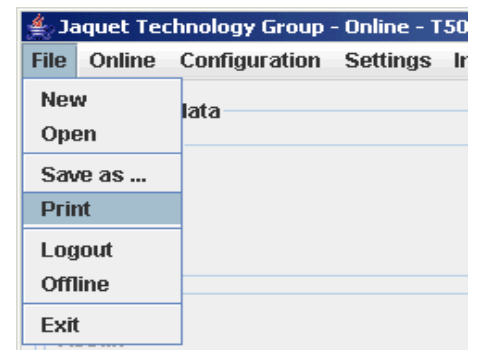 Jaquet Technology Group - Online - T50
File Online Configuration Settings
New
lata
Open
Save as ...
Print
Logout
Offline
Exit